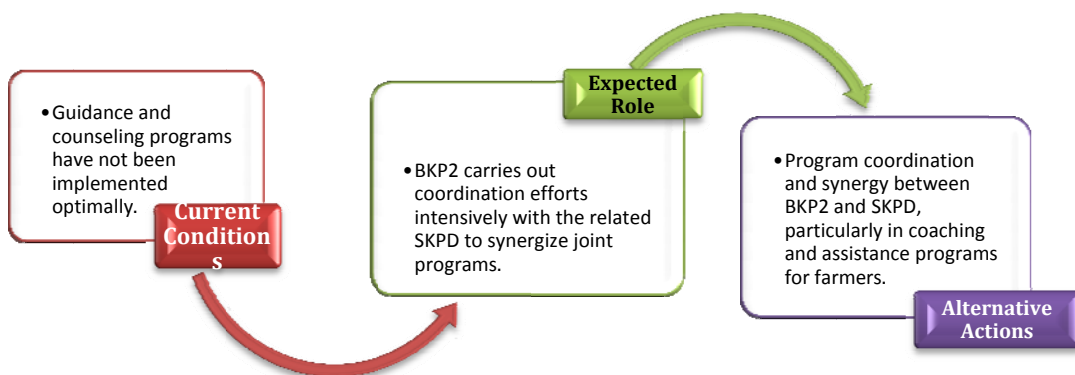 •Guidance and
counseling programs
have not been
implemented
optimally.
Current
Condition
s
Expected
Role
•BKP2 carries out
coordination efforts
intensively with the related
SKPD to synergize joint
programs.
•Program coordination
and synergy between
BKP2 and SKPD,
particularly in coaching
and assistance programs
for farmers.
Alternative
Actions